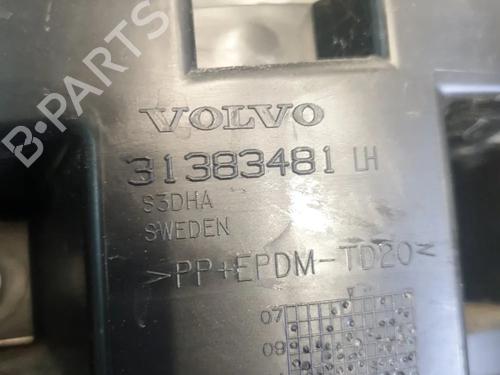 VOLVO
31383481 LH
S3DHA
SWEDEN
>PP+EPDM-TD20<
07
09
B-PARTS